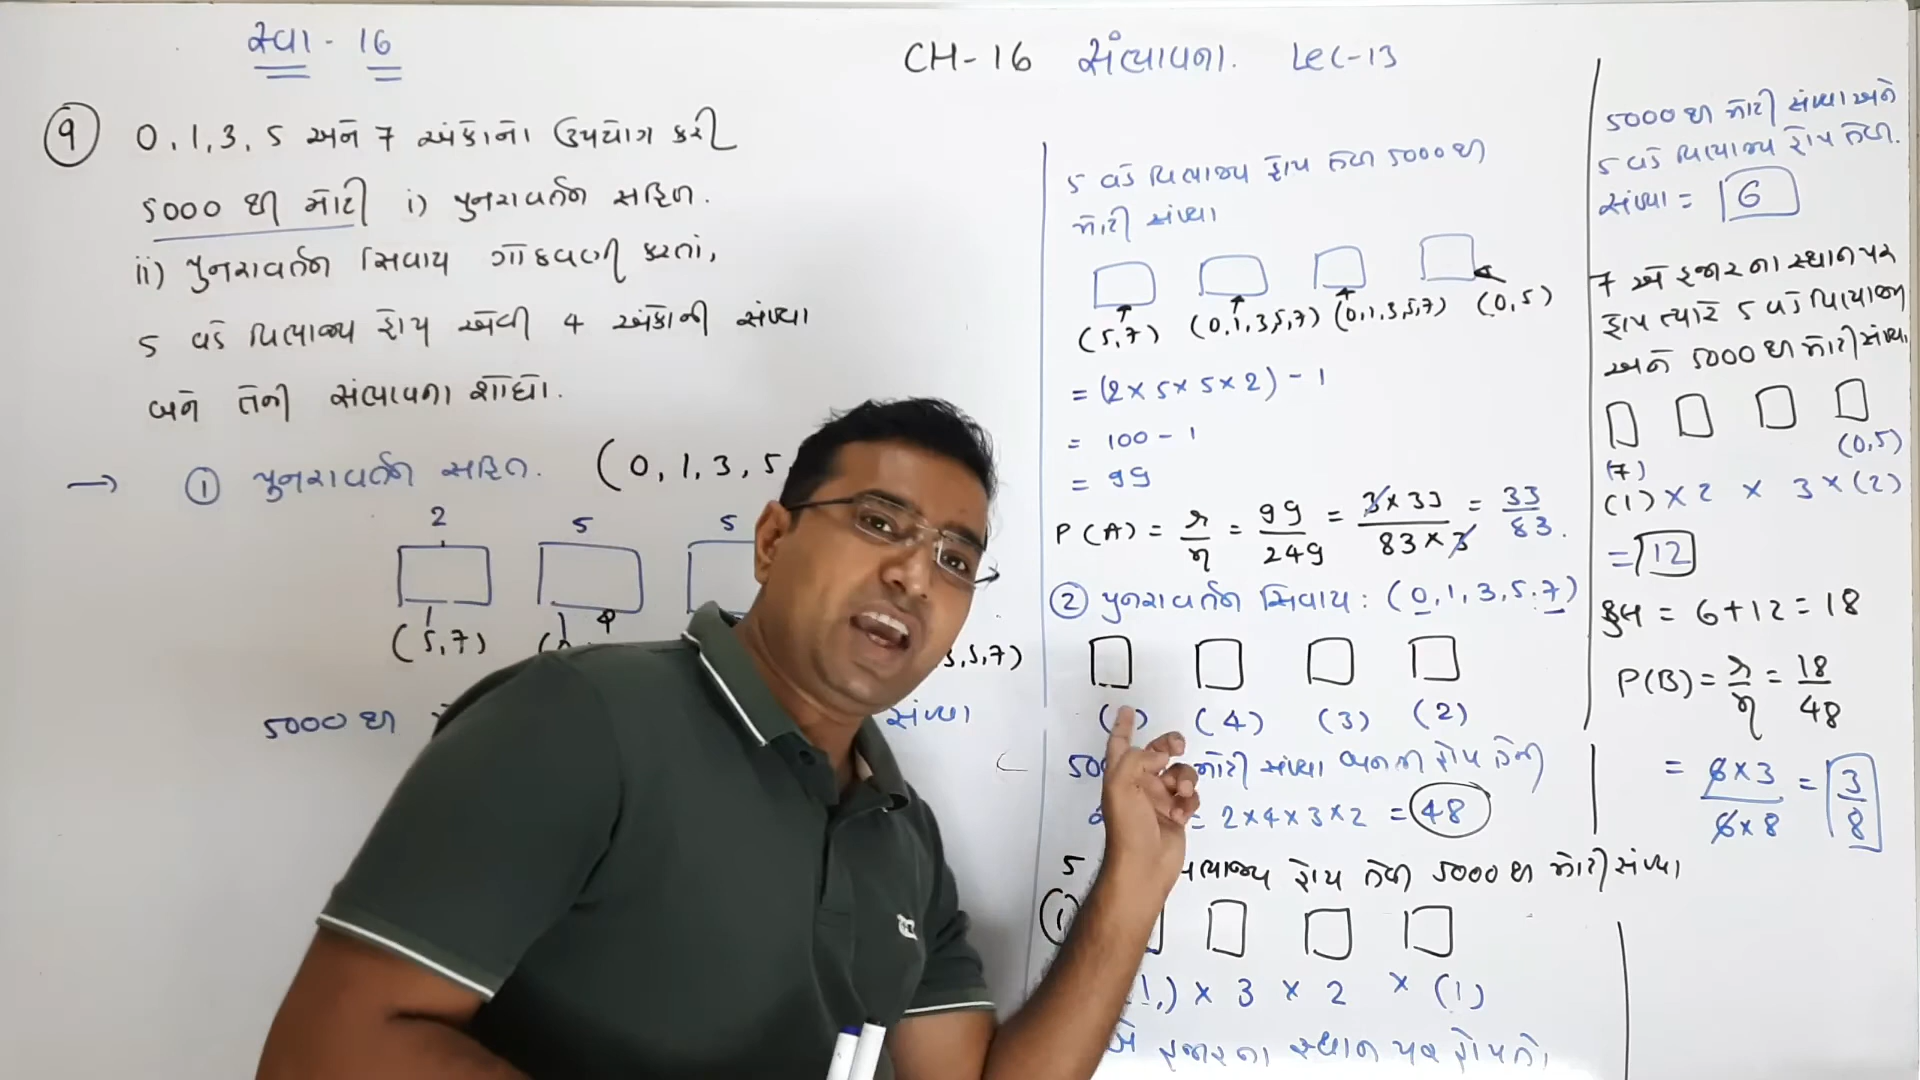 સ્વા - 16
CH-16 સંભાવના. Lec-13
9 0, 1, 3, 5 અને 7 અંકોનો ઉપયોગ કરી
5000 થી મોટી i) પુનરાવર્તન સહિત.
ii) પુનરાવર્તન સિવાય ગોઠવણી કરતાં,
5 વડે વિભાજ્ય હોય એવી 4 અંકોની સંખ્યા
બને તેની સંભાવના શોધો.
→ ① પુનરાવર્તન સહિત. (0, 1, 3, 5,
2 5 5
(5,7) 3,5,7)
5000 થી સંખ્યા
5 વડે વિભાજ્ય હોય તેવી 5000 થી
મોટી સંખ્યા
(5,7) (0,1,3,5,7) (0,1,3,5,7) (0,5)
= (2×5×5×2) - 1
= 100 - 1
= 99
P(A) = r/n = 99/249 = 3×33/83×3 = 33/83.
② પુનરાવર્તન સિવાય: (0,1,3,5,7)
(4) (3) (2)
મોટી સંખ્યા બનતી હોય તેની
= 2×4×3×2 = 48
5 હોય તેવી 5000 થી મોટી સંખ્યા
× 3 × 2 × (1)
હજારના સ્થાન પર હોય તો,
5000 થી મોટી સંખ્યા અને
5 વડે વિભાજ્ય હોય તેવી.
સંખ્યા = 6
7 એ હજારના સ્થાન પર
હોય ત્યારે 5 વડે વિભાજ્ય
અને 5000 થી મોટી સંખ્યા
(7) (0,5)
(1) × 2 × 3 × (2)
= 12
કુલ = 6+12 = 18
P(B) = r/n = 18/48
= 6×3/6×8 = 3/8